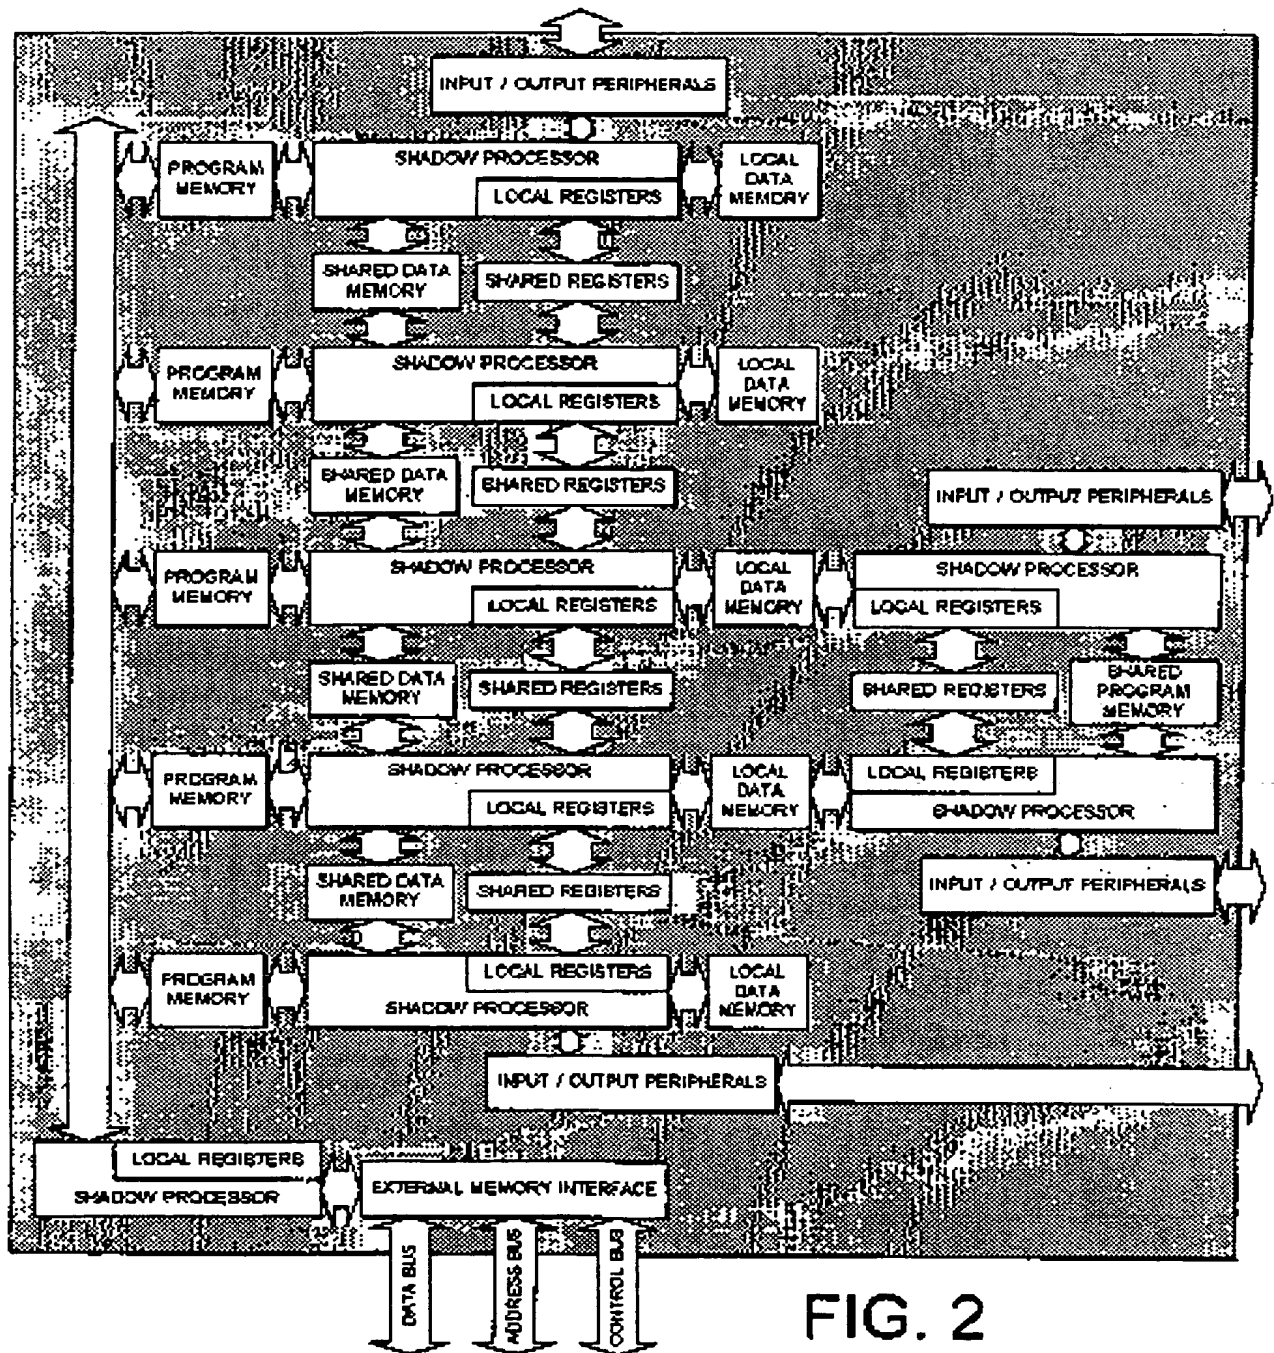 INPUT / OUTPUT PERIPHERALS
PROGRAM
MEMORY
SHADOW PROCESSOR
LOCAL REGISTERS
LOCAL
DATA
MEMORY
SHARED DATA
MEMORY
SHARED REGISTERS
PROGRAM
MEMORY
SHADOW PROCESSOR
LOCAL REGISTERS
LOCAL
DATA
MEMORY
SHARED DATA
MEMORY
SHARED REGISTERS
INPUT / OUTPUT PERIPHERALS
PROGRAM
MEMORY
SHADOW PROCESSOR
LOCAL REGISTERS
LOCAL
DATA
MEMORY
SHADOW PROCESSOR
LOCAL REGISTERS
SHARED DATA
MEMORY
SHARED REGISTERS
SHARED REGISTERS
SHARED
PROGRAM
MEMORY
PROGRAM
MEMORY
SHADOW PROCESSOR
LOCAL REGISTERS
LOCAL
DATA
MEMORY
LOCAL REGISTERS
SHADOW PROCESSOR
SHARED DATA
MEMORY
SHARED REGISTERS
INPUT / OUTPUT PERIPHERALS
PROGRAM
MEMORY
LOCAL REGISTERS
SHADOW PROCESSOR
LOCAL
DATA
MEMORY
INPUT / OUTPUT PERIPHERALS
LOCAL REGISTERS
SHADOW PROCESSOR
EXTERNAL MEMORY INTERFACE
DATA BUS
ADDRESS BUS
CONTROL BUS
FIG. 2